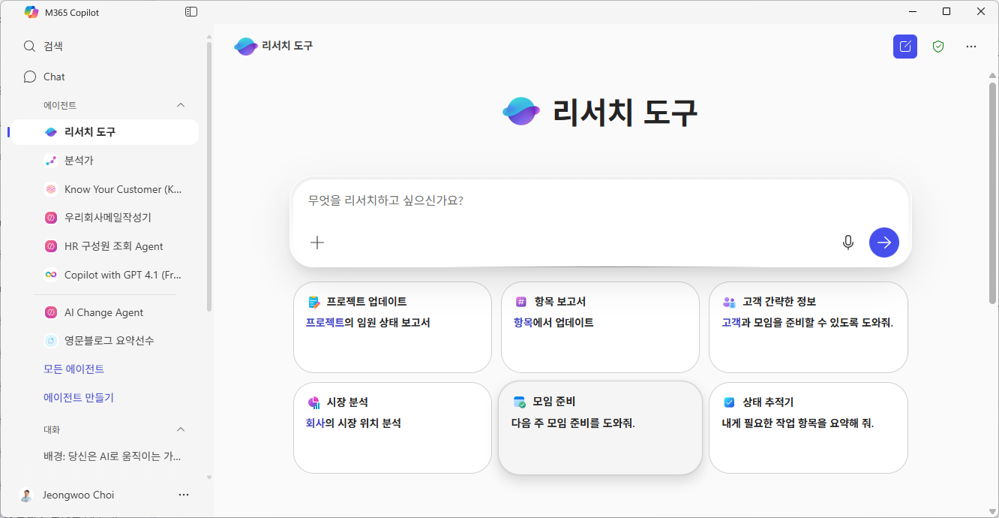 M365 Copilot
검색
Chat
에이전트
리서치 도구
분석가
Know Your Customer (K...
우리회사메일작성기
HR 구성원 조회 Agent
Copilot with GPT 4.1 (Fr...
AI Change Agent
영문블로그 요약선수
모든 에이전트
에이전트 만들기
대화
배경: 당신은 AI로 움직이는 가...
Jeongwoo Choi
리서치 도구
리서치 도구
무엇을 리서치하고 싶으신가요?
프로젝트 업데이트
프로젝트의 임원 상태 보고서
항목 보고서
항목에서 업데이트
고객 간략한 정보
고객과 모임을 준비할 수 있도록 도와줘.
시장 분석
회사의 시장 위치 분석
모임 준비
다음 주 모임 준비를 도와줘.
상태 추적기
내게 필요한 작업 항목을 요약해 줘.